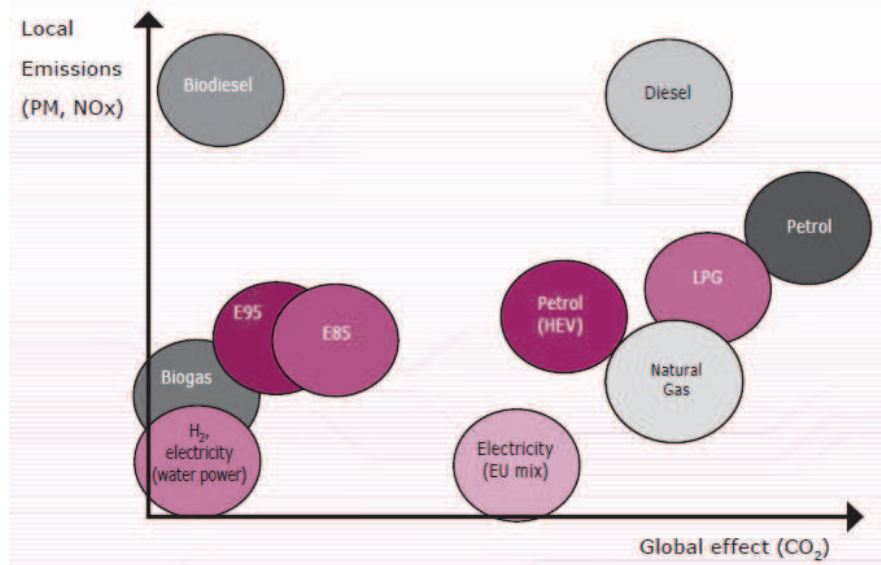 Local
Emissions
(PM, NOx)
Biodiesel
Diesel
Petrol
LPG
E95
E85
Petrol
(HEV)
Biogas
Natural
Gas
H₂,
electricity
(water power)
Electricity
(EU mix)
Global effect (CO₂)